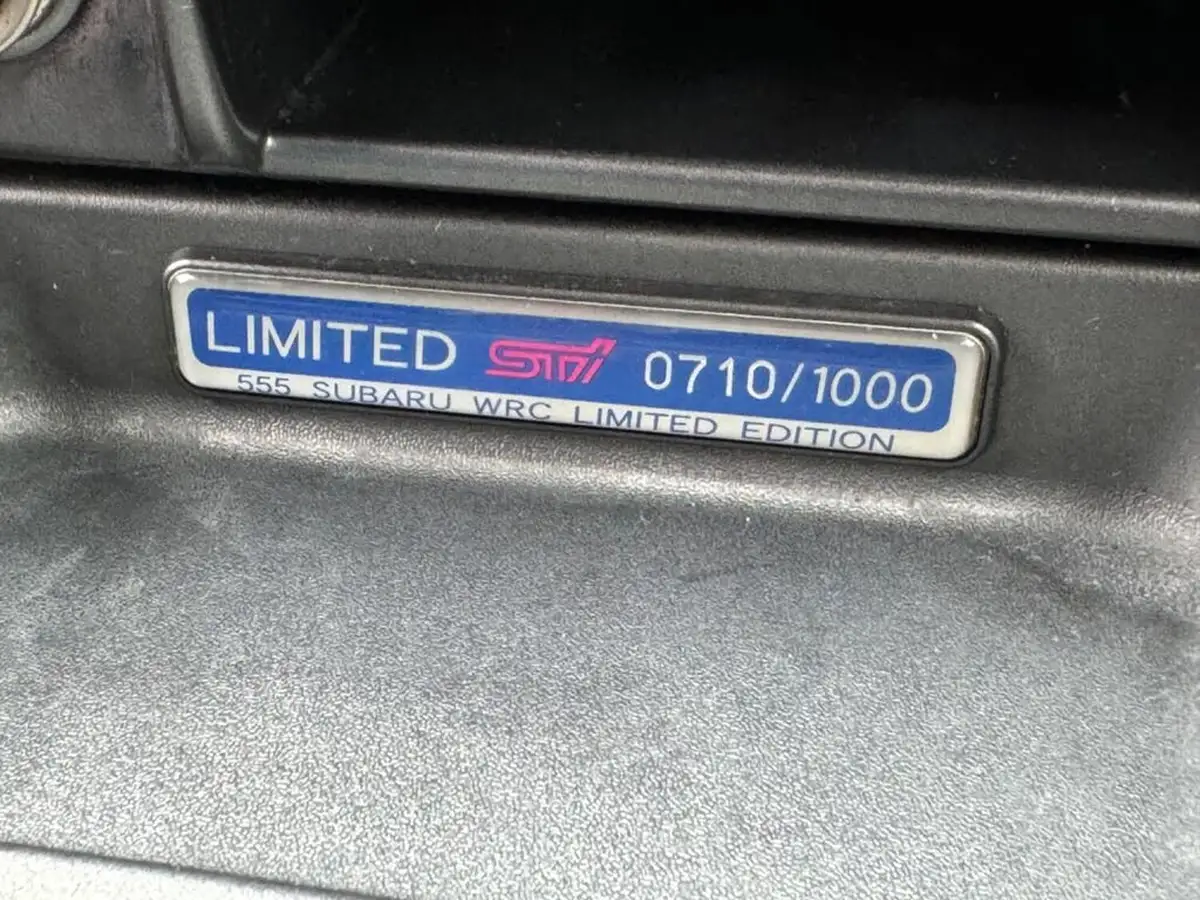 LIMITED STi 0710/1000
555 SUBARU WRC LIMITED EDITION